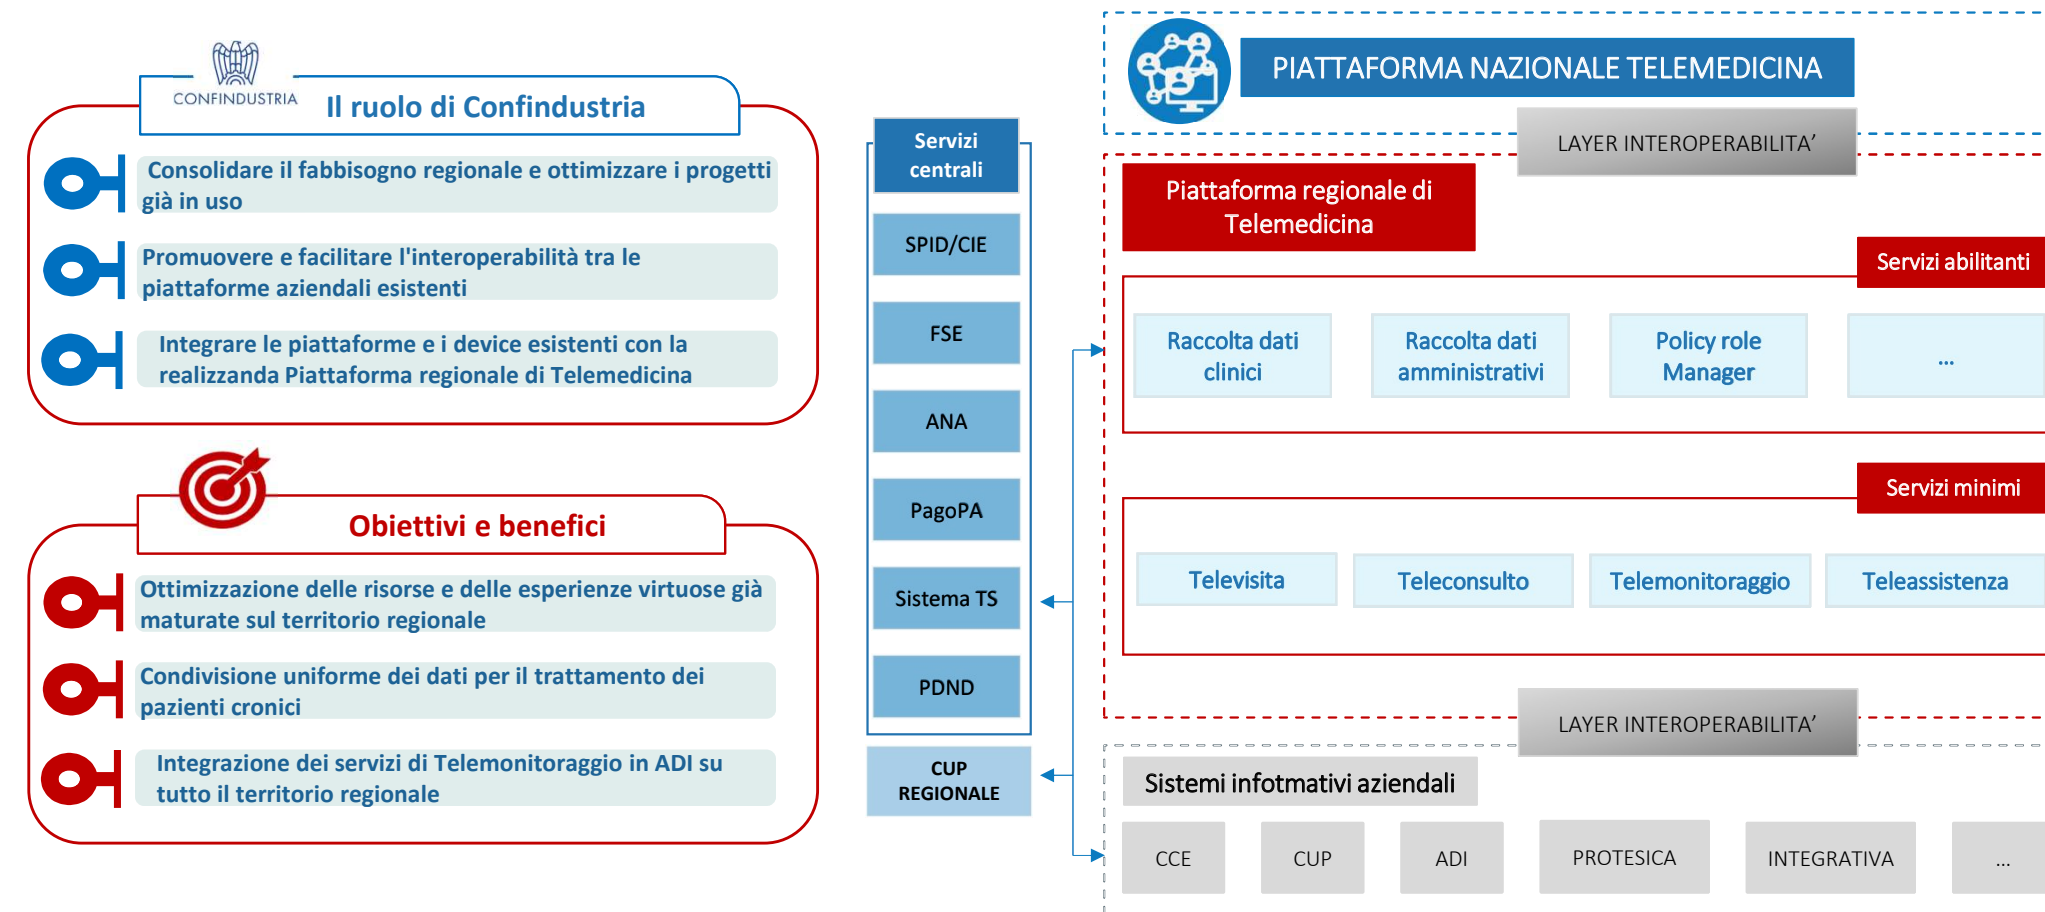 CONFINDUSTRIA
Il ruolo di Confindustria
Consolidare il fabbisogno regionale e ottimizzare i progetti
già in uso
Promuovere e facilitare l'interoperabilità tra le
piattaforme aziendali esistenti
Integrare le piattaforme e i device esistenti con la
realizzanda Piattaforma regionale di Telemedicina
Obiettivi e benefici
Ottimizzazione delle risorse e delle esperienze virtuose già
maturate sul territorio regionale
Condivisione uniforme dei dati per il trattamento dei
pazienti cronici
Integrazione dei servizi di Telemonitoraggio in ADI su
tutto il territorio regionale
Servizi
centrali
SPID/CIE
FSE
ANA
PagoPA
Sistema TS
PDND
CUP
REGIONALE
PIATTAFORMA NAZIONALE TELEMEDICINA
LAYER INTEROPERABILITA'
Piattaforma regionale di
Telemedicina
Servizi abilitanti
Raccolta dati
clinici
Raccolta dati
amministrativi
Policy role
Manager
...
Servizi minimi
Televisita
Teleconsulto
Telemonitoraggio
Teleassistenza
LAYER INTEROPERABILITA'
Sistemi infotmativi aziendali
CCE
CUP
ADI
PROTESICA
INTEGRATIVA
...